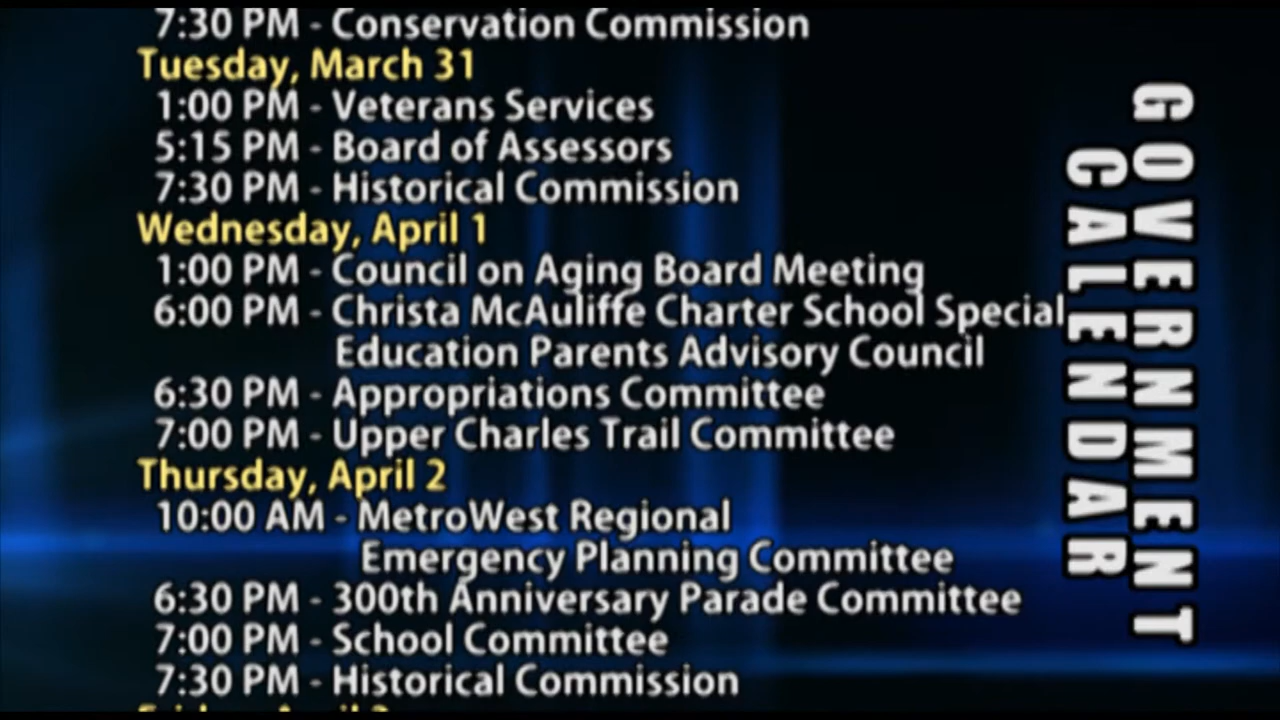 7:30 PM - Conservation Commission
Tuesday, March 31
1:00 PM - Veterans Services
5:15 PM - Board of Assessors
7:30 PM - Historical Commission
Wednesday, April 1
1:00 PM - Council on Aging Board Meeting
6:00 PM - Christa McAuliffe Charter School Special
Education Parents Advisory Council
6:30 PM - Appropriations Committee
7:00 PM - Upper Charles Trail Committee
Thursday, April 2
10:00 AM - MetroWest Regional
Emergency Planning Committee
6:30 PM - 300th Anniversary Parade Committee
7:00 PM - School Committee
7:30 PM - Historical Commission
GOVERNMENT
CALENDAR